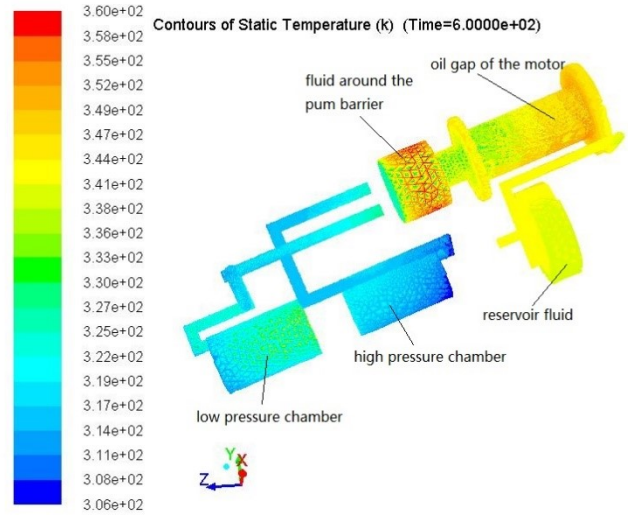 Contours of Static Temperature (k) (Time=6.0000e+02)
3.60e+02
3.58e+02
3.55e+02
3.52e+02
3.49e+02
3.47e+02
3.44e+02
3.41e+02
3.38e+02
3.36e+02
3.33e+02
3.30e+02
3.27e+02
3.25e+02
3.22e+02
3.19e+02
3.17e+02
3.14e+02
3.11e+02
3.08e+02
3.06e+02
oil gap of the motor
fluid around the
pum barrier
reservoir fluid
high pressure chamber
low pressure chamber
Y
X
Z